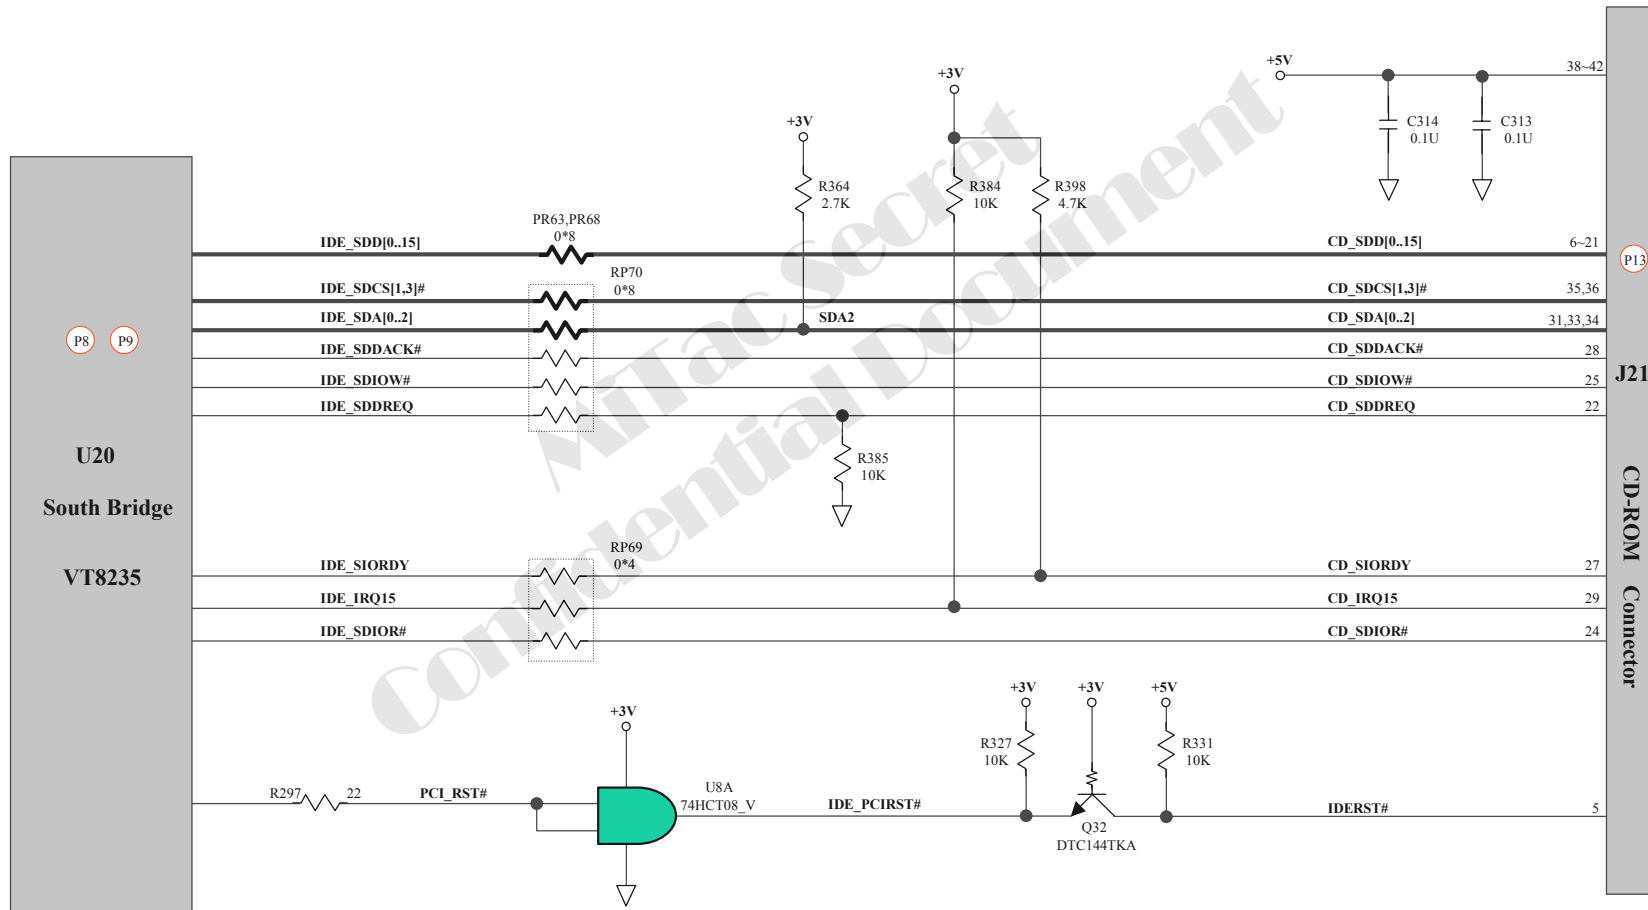 +5V
38~42
+3V
C314
0.1U
C313
0.1U
+3V
R364
2.7K
R384
10K
R398
4.7K
PR63,PR68
0*8
IDE_SDD[0..15]
CD_SDD[0..15]
6~21
P13
RP70
0*8
IDE_SDCS[1,3]#
CD_SDCS[1,3]#
35,36
IDE_SDA[0..2]
SDA2
CD_SDA[0..2]
31,33,34
P8
P9
IDE_SDDACK#
CD_SDDACK#
28
J21
IDE_SDIOW#
CD_SDIOW#
25
IDE_SDDREQ
CD_SDDREQ
22
U20
South Bridge
VT8235
R385
10K
CD-ROM Connector
RP69
0*4
IDE_SIORDY
CD_SIORDY
27
IDE_IRQ15
CD_IRQ15
29
IDE_SDIOR#
CD_SDIOR#
24
+3V
+3V
+3V
+5V
R327
10K
R331
10K
R297
22
PCI_RST#
U8A
74HCT08_V
IDE_PCIRST#
Q32
DTC144TKA
IDERST#
5
MiTac Secret
Confidential Document